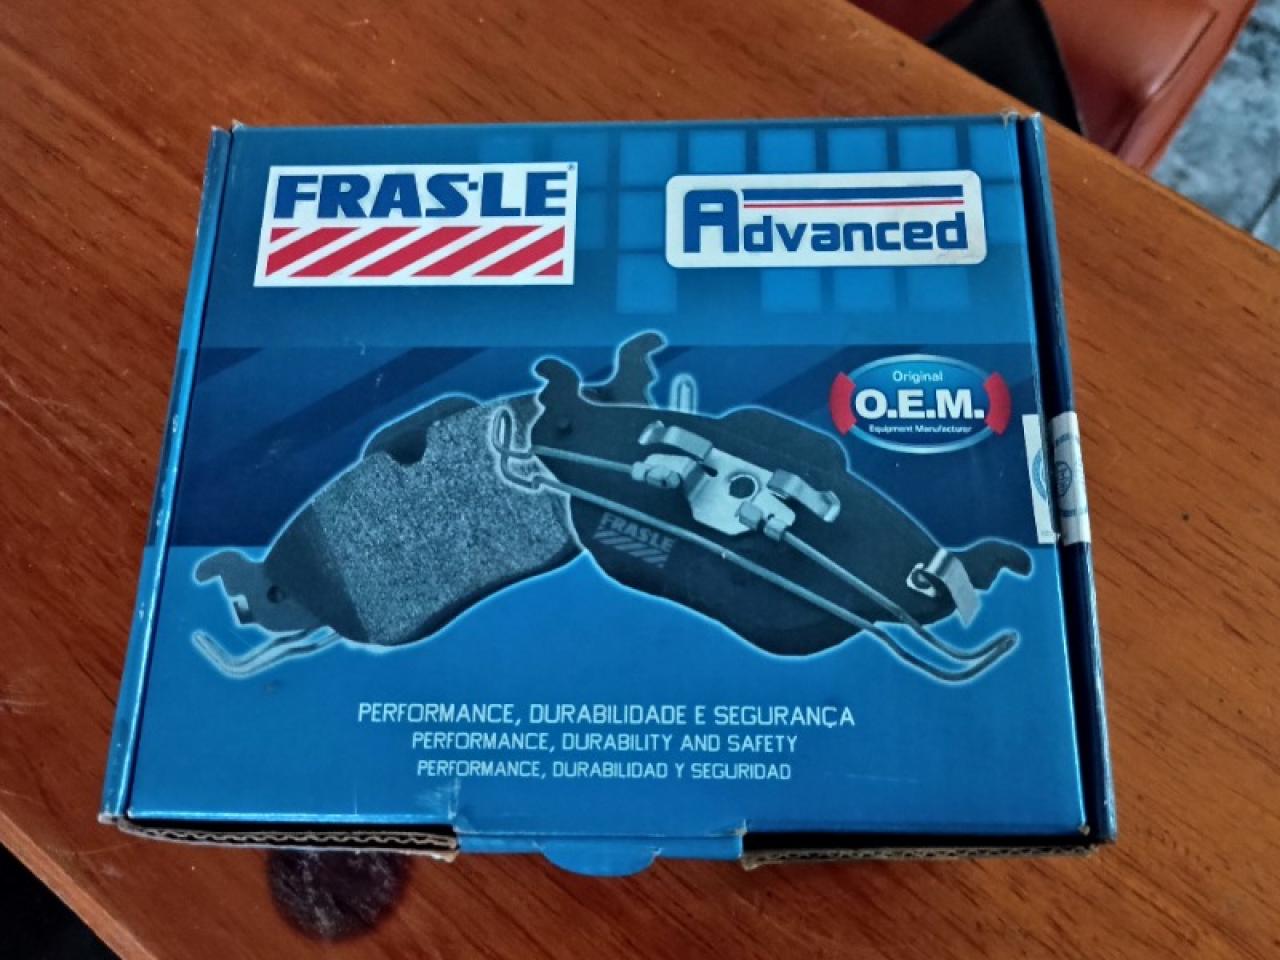 FRAS-LE
Advanced
Original
O.E.M.
Equipment Manufacturer
FRAS-LE
PERFORMANCE, DURABILIDADE E SEGURANÇA
PERFORMANCE, DURABILITY AND SAFETY
PERFORMANCE, DURABILIDAD Y SEGURIDAD